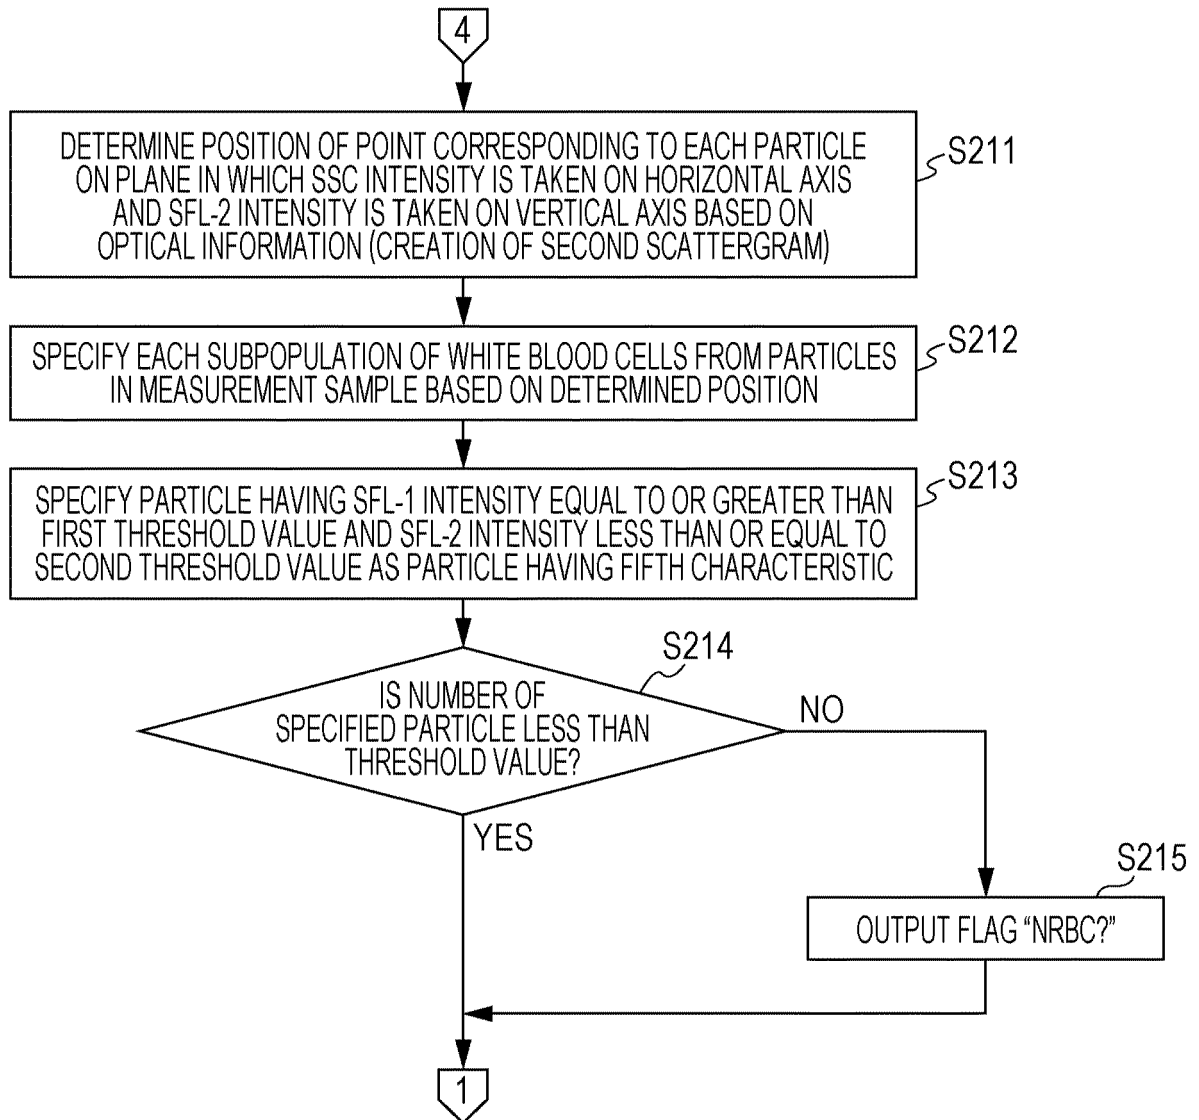 4
DETERMINE POSITION OF POINT CORRESPONDING TO EACH PARTICLE
ON PLANE IN WHICH SSC INTENSITY IS TAKEN ON HORIZONTAL AXIS
AND SFL-2 INTENSITY IS TAKEN ON VERTICAL AXIS BASED ON
OPTICAL INFORMATION (CREATION OF SECOND SCATTERGRAM)
S211
SPECIFY EACH SUBPOPULATION OF WHITE BLOOD CELLS FROM PARTICLES
IN MEASUREMENT SAMPLE BASED ON DETERMINED POSITION
S212
SPECIFY PARTICLE HAVING SFL-1 INTENSITY EQUAL TO OR GREATER THAN
FIRST THRESHOLD VALUE AND SFL-2 INTENSITY LESS THAN OR EQUAL TO
SECOND THRESHOLD VALUE AS PARTICLE HAVING FIFTH CHARACTERISTIC
S213
S214
IS NUMBER OF
SPECIFIED PARTICLE LESS THAN
THRESHOLD VALUE?
NO
YES
S215
OUTPUT FLAG “NRBC?”
1